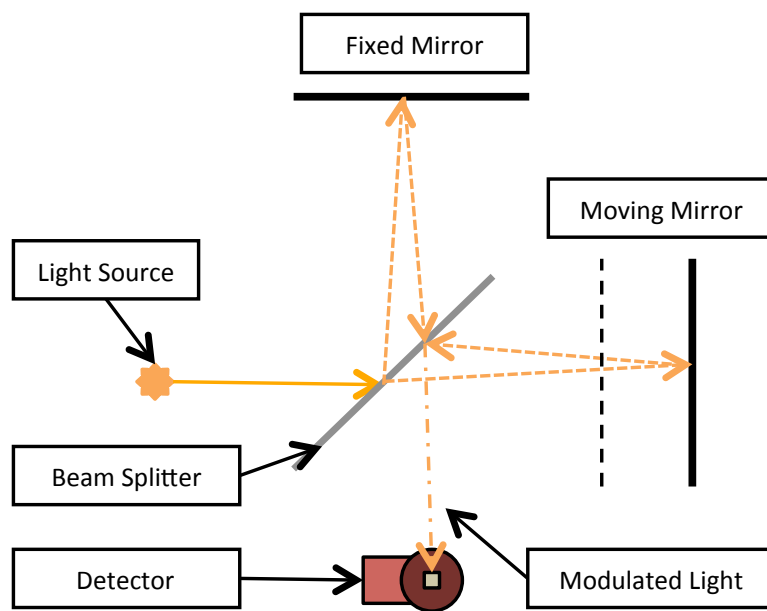 Fixed Mirror
Moving Mirror
Light Source
Beam Splitter
Detector
Modulated Light